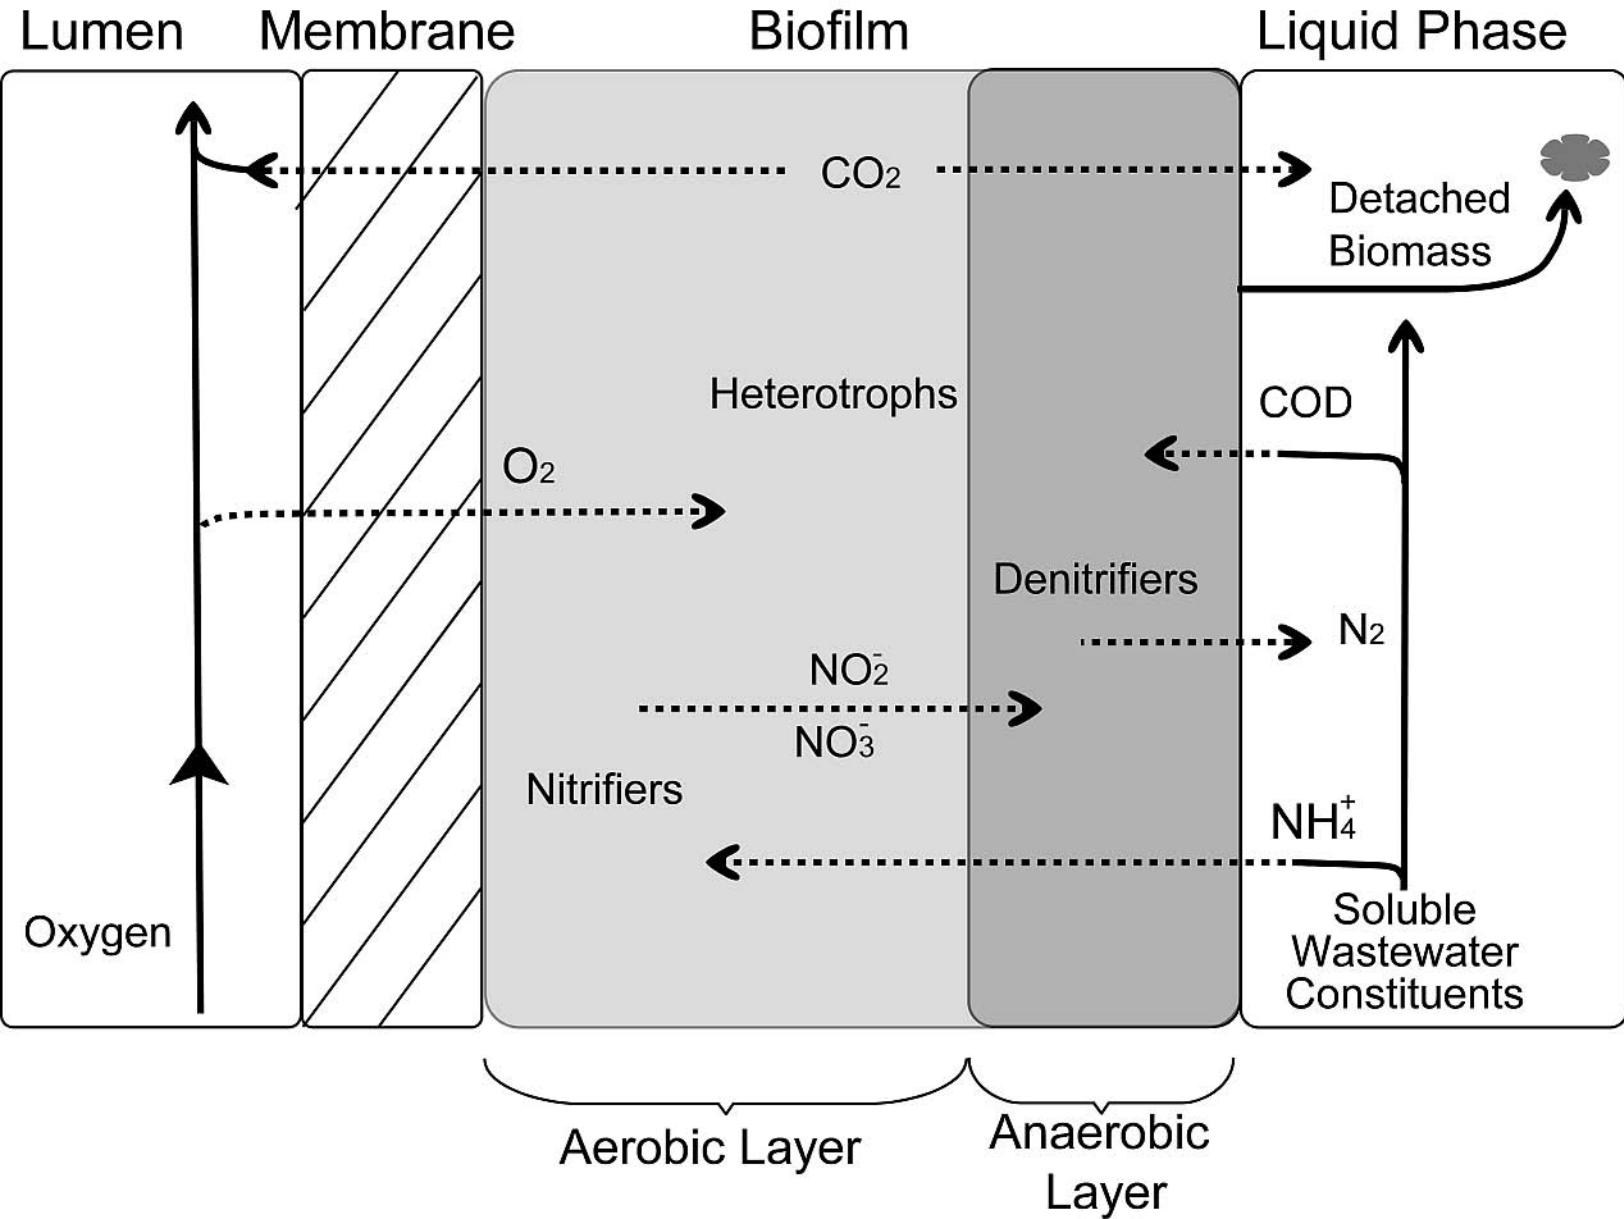 Lumen
Membrane
Biofilm
Liquid Phase
CO₂
Detached
Biomass
Heterotrophs
COD
O₂
Denitrifiers
N₂
NO₂⁻
NO₃⁻
Nitrifiers
NH₄⁺
Oxygen
Soluble
Wastewater
Constituents
Aerobic Layer
Anaerobic
Layer